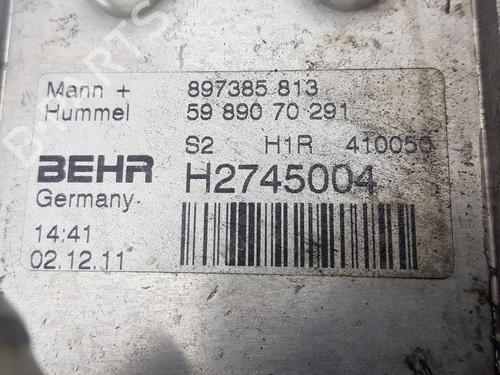 Mann + 897385 813
Hummel 59 890 70 291
S2 H1R 410050
BEHR H2745004
Germany
14:41
02.12.11